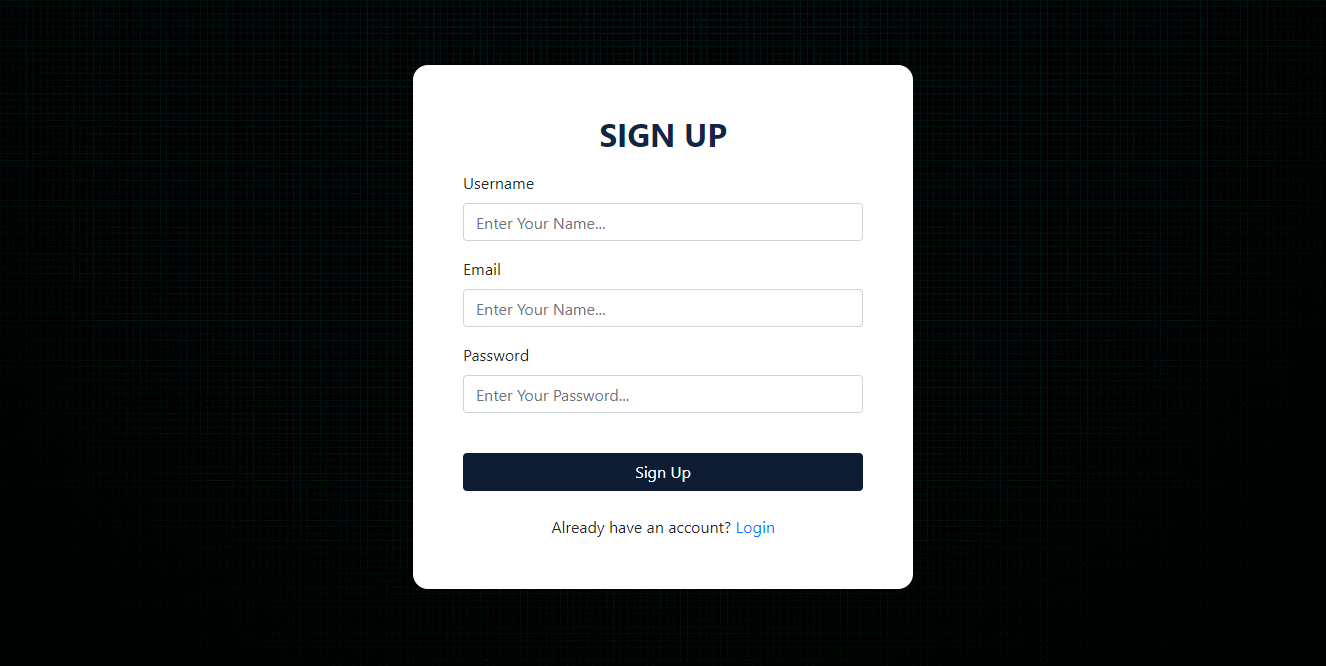 SIGN UP
Username
Enter Your Name...
Email
Enter Your Name...
Password
Enter Your Password...
Sign Up
Already have an account? Login